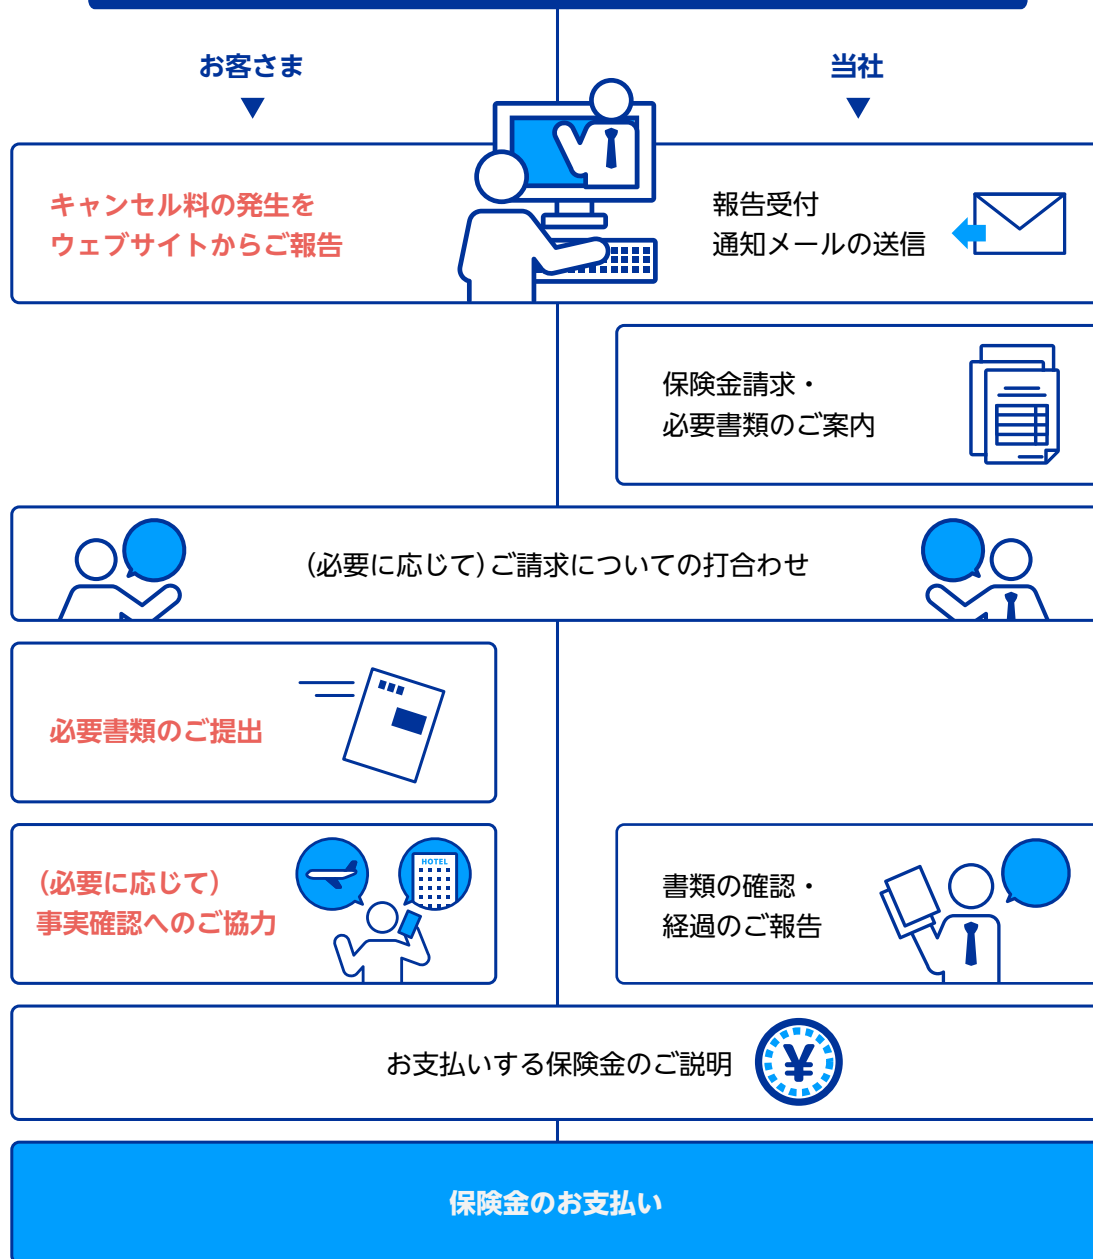 お客さま
当社
キャンセル料の発生を
ウェブサイトからご報告
報告受付
通知メールの送信
保険金請求・
必要書類のご案内
(必要に応じて)ご請求についての打合わせ
必要書類のご提出
(必要に応じて)
事実確認へのご協力
HOTEL
書類の確認・
経過のご報告
お支払いする保険金のご説明
¥
保険金のお支払い